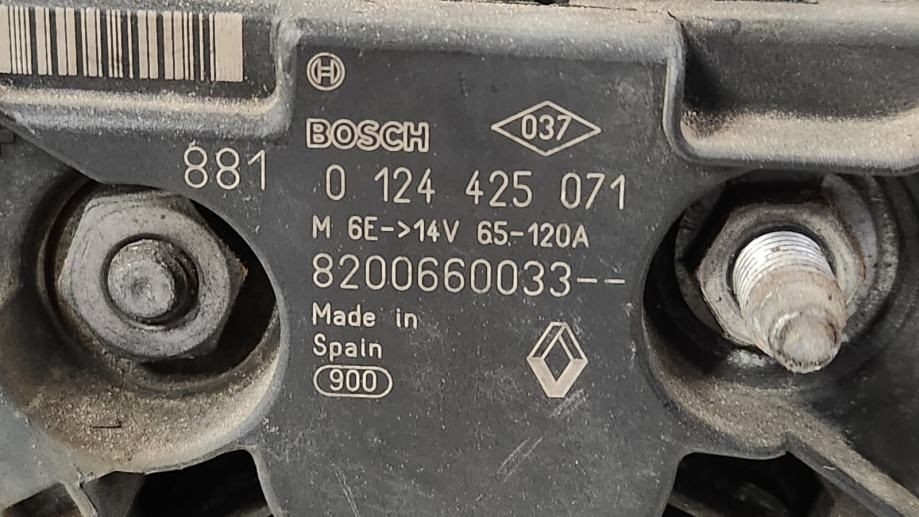 BOSCH
037
881 0 124 425 071
M 6E->14V 65-120A
8200660033--
Made in
Spain
900